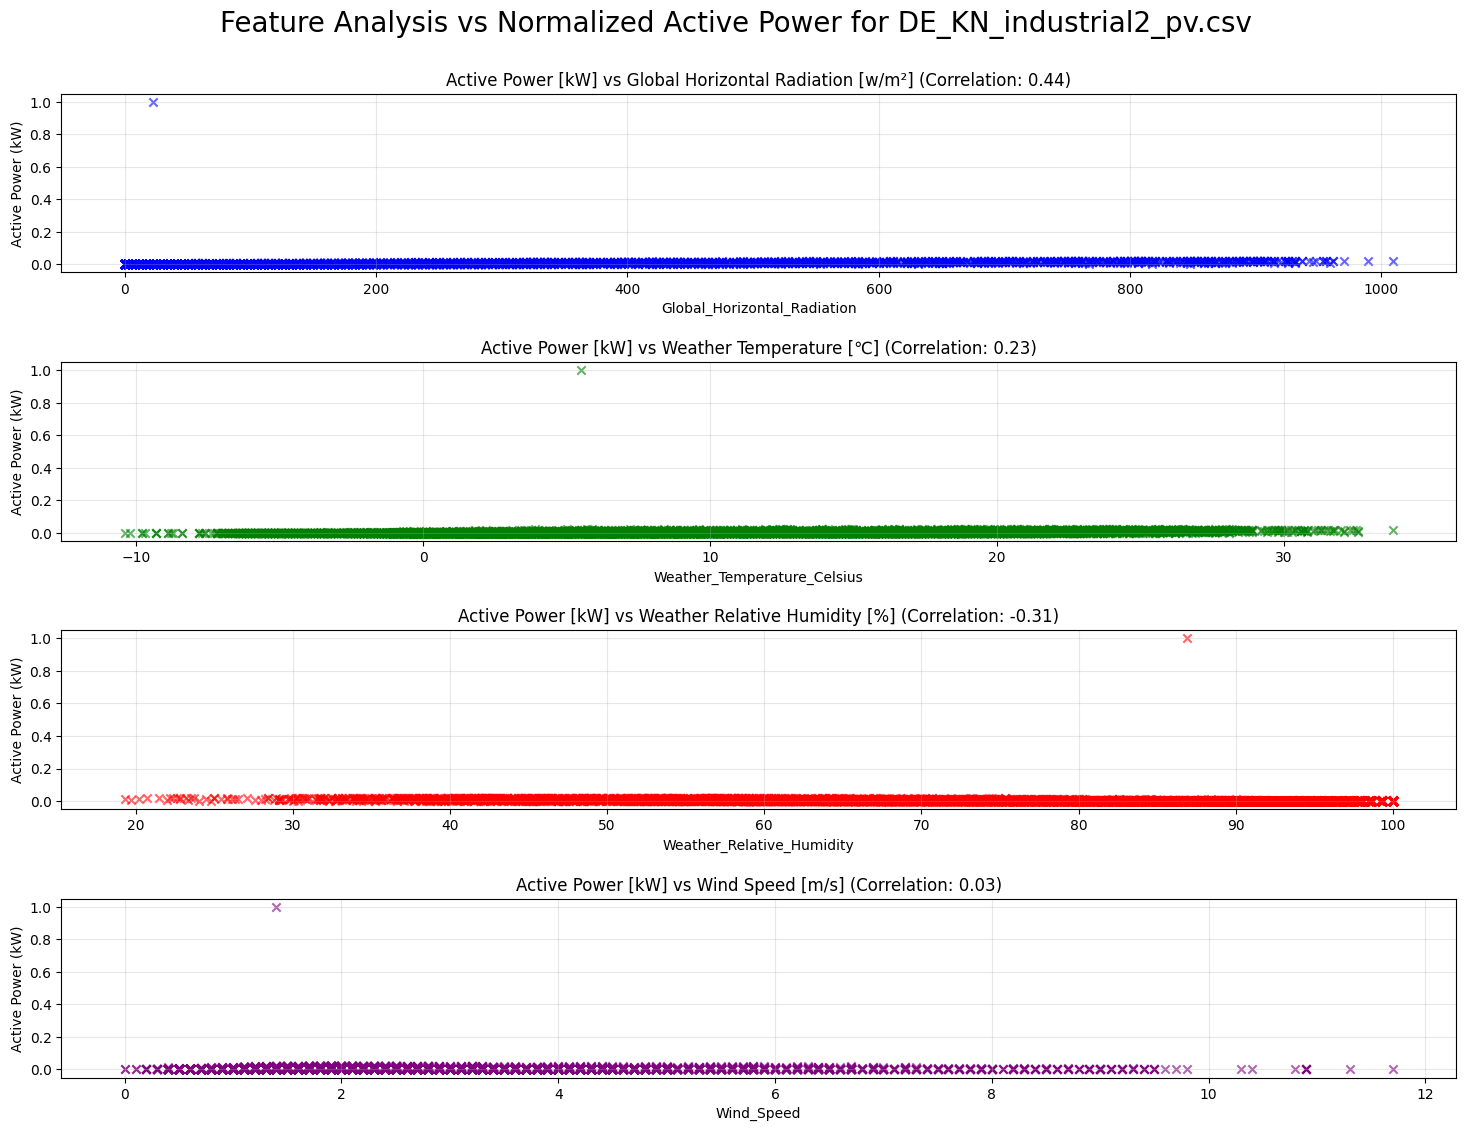 Feature Analysis vs Normalized Active Power for DE_KN_industrial2_pv.csv
Active Power [kW] vs Global Horizontal Radiation [w/m²] (Correlation: 0.44)
Active Power (kW)
1.0
0.8
0.6
0.4
0.2
0.0
0 200 400 600 800 1000
Global_Horizontal_Radiation
Active Power [kW] vs Weather Temperature [℃] (Correlation: 0.23)
Active Power (kW)
1.0
0.8
0.6
0.4
0.2
0.0
−10 0 10 20 30
Weather_Temperature_Celsius
Active Power [kW] vs Weather Relative Humidity [%] (Correlation: -0.31)
Active Power (kW)
1.0
0.8
0.6
0.4
0.2
0.0
20 30 40 50 60 70 80 90 100
Weather_Relative_Humidity
Active Power [kW] vs Wind Speed [m/s] (Correlation: 0.03)
Active Power (kW)
1.0
0.8
0.6
0.4
0.2
0.0
0 2 4 6 8 10 12
Wind_Speed